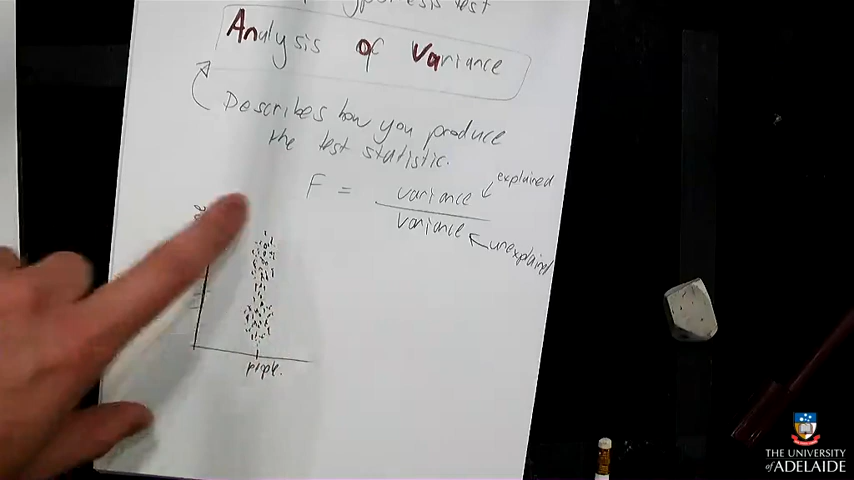 test
Analysis of Variance
Describes how you produce
the test statistic.
F = variance explained
variance unexplained
people.
THE UNIVERSITY
of ADELAIDE